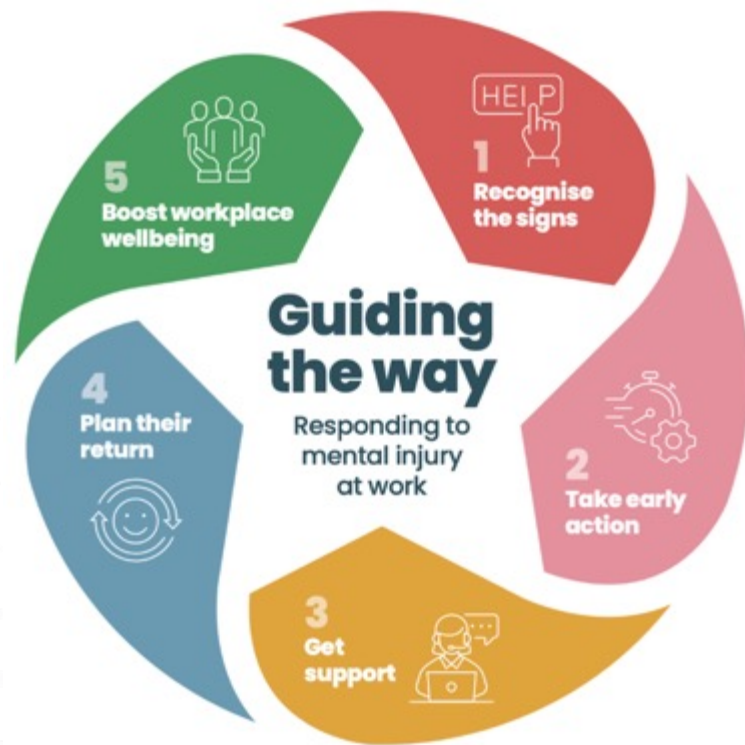 Guiding
the way
Responding to
mental injury
at work
HELP
1
Recognise
the signs
2
Take early
action
3
Get
support
4
Plan their
return
5
Boost workplace
wellbeing